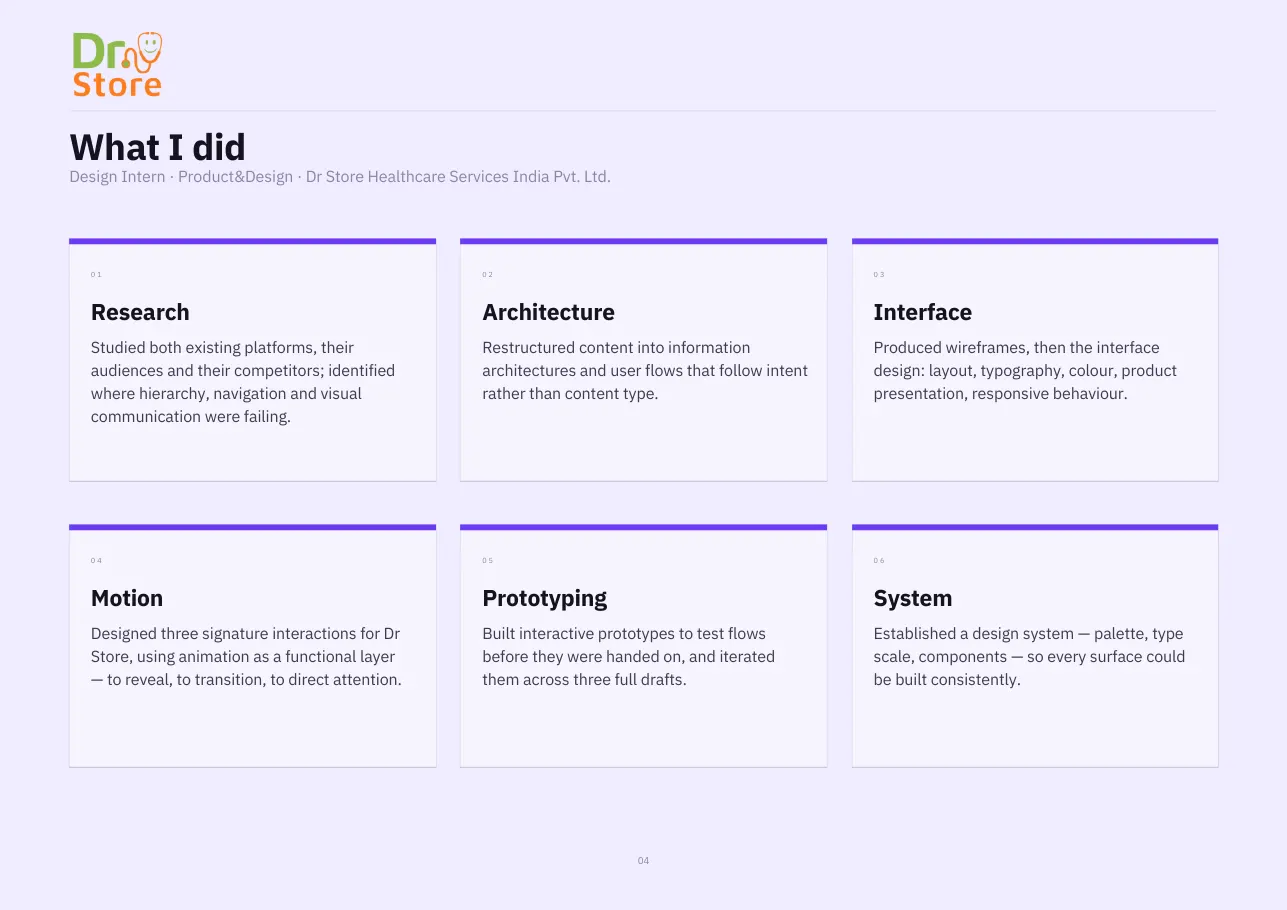 Dr.
Store
What I did
Design Intern · Product&Design · Dr Store Healthcare Services India Pvt. Ltd.
01
Research
Studied both existing platforms, their
audiences and their competitors; identified
where hierarchy, navigation and visual
communication were failing.
02
Architecture
Restructured content into information
architectures and user flows that follow intent
rather than content type.
03
Interface
Produced wireframes, then the interface
design: layout, typography, colour, product
presentation, responsive behaviour.
04
Motion
Designed three signature interactions for Dr
Store, using animation as a functional layer
— to reveal, to transition, to direct attention.
05
Prototyping
Built interactive prototypes to test flows
before they were handed on, and iterated
them across three full drafts.
06
System
Established a design system — palette, type
scale, components — so every surface could
be built consistently.
04